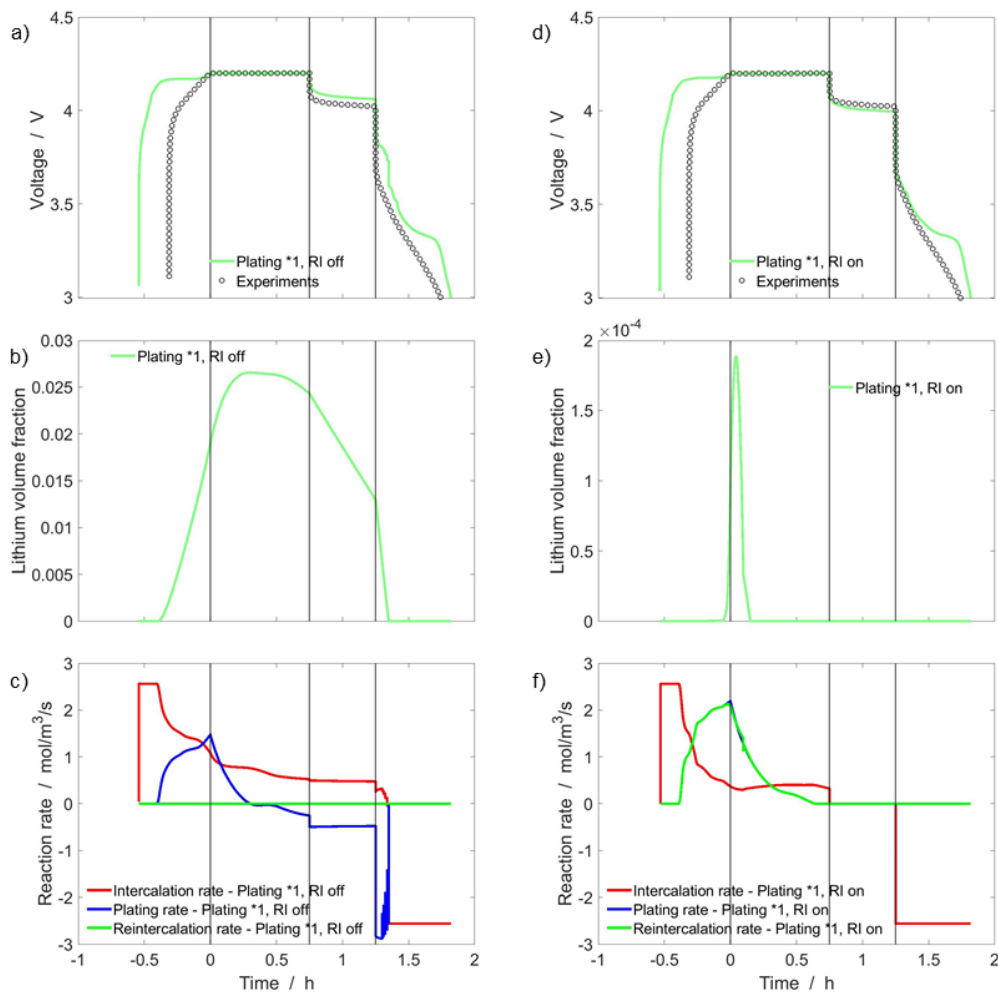 a)
4.5
4
3.5
3
Voltage / V
Plating *1, RI off
Experiments
d)
4.5
4
3.5
3
Voltage / V
Plating *1, RI on
Experiments
b)
0.03
0.025
0.02
0.015
0.01
0.005
0
Lithium volume fraction
Plating *1, RI off
e)
×10⁻⁴
2
1.5
1
0.5
0
Lithium volume fraction
Plating *1, RI on
c)
3
2
1
0
-1
-2
-3
Reaction rate / mol/m³/s
Intercalation rate - Plating *1, RI off
Plating rate - Plating *1, RI off
Reintercalation rate - Plating *1, RI off
-1 -0.5 0 0.5 1 1.5 2
Time / h
f)
3
2
1
0
-1
-2
-3
Reaction rate / mol/m³/s
Intercalation rate - Plating *1, RI on
Plating rate - Plating *1, RI on
Reintercalation rate - Plating *1, RI on
-1 -0.5 0 0.5 1 1.5 2
Time / h